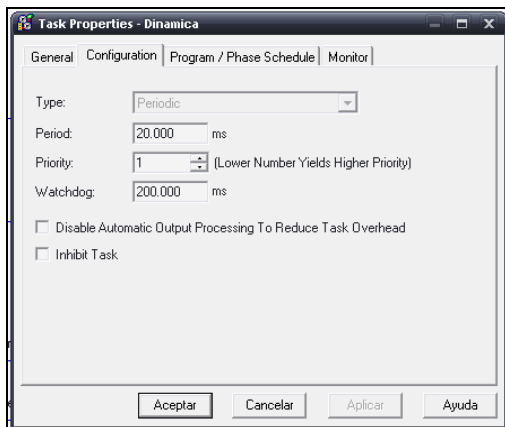 Task Properties - Dinamica
General Configuration Program / Phase Schedule Monitor
Type: Periodic
Period: 20.000 ms
Priority: 1 (Lower Number Yields Higher Priority)
Watchdog: 200.000 ms
Disable Automatic Output Processing To Reduce Task Overhead
Inhibit Task
Aceptar Cancelar Aplicar Ayuda